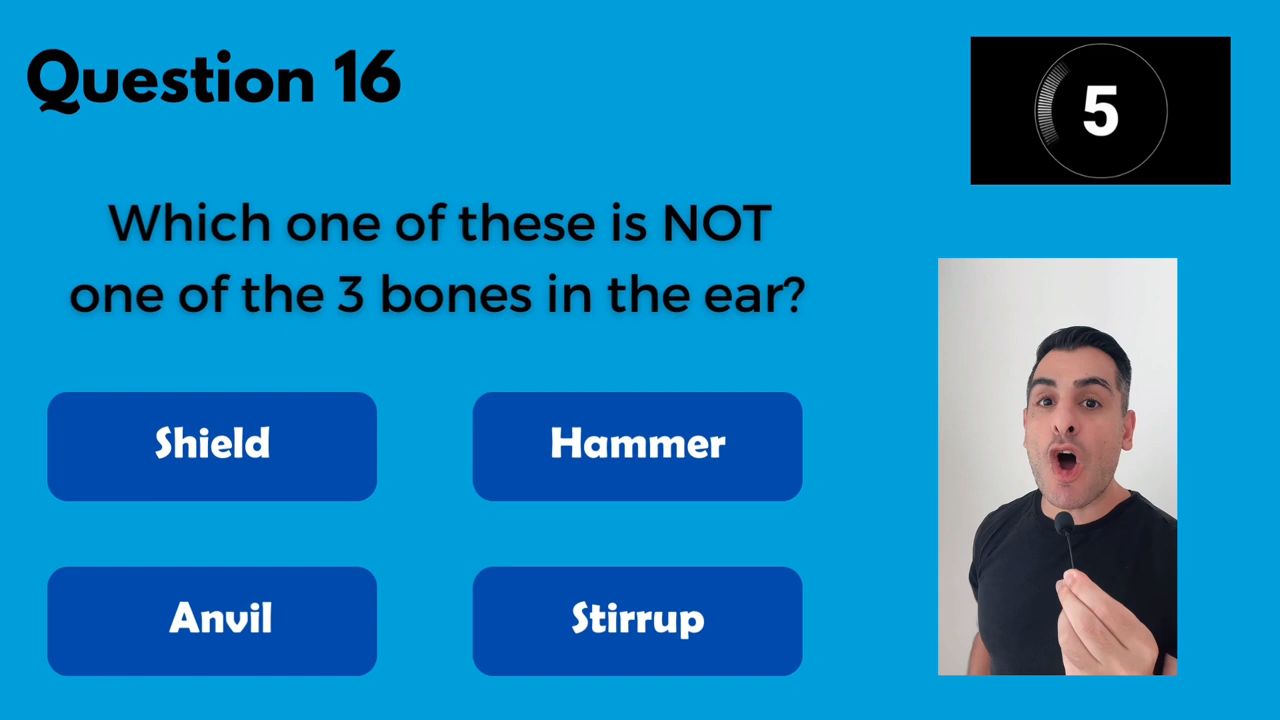 Question 16
5
Which one of these is NOT
one of the 3 bones in the ear?
Shield
Hammer
Anvil
Stirrup